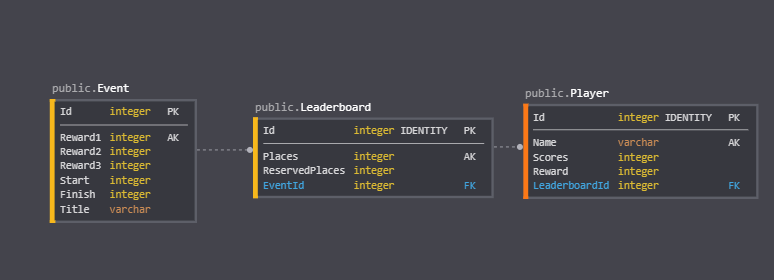 public.Event
Id integer PK
Reward1 integer AK
Reward2 integer
Reward3 integer
Start integer
Finish integer
Title varchar
public.Leaderboard
Id integer IDENTITY PK
Places integer AK
ReservedPlaces integer
EventId integer FK
public.Player
Id integer IDENTITY PK
Name varchar AK
Scores integer
Reward integer
LeaderboardId integer FK